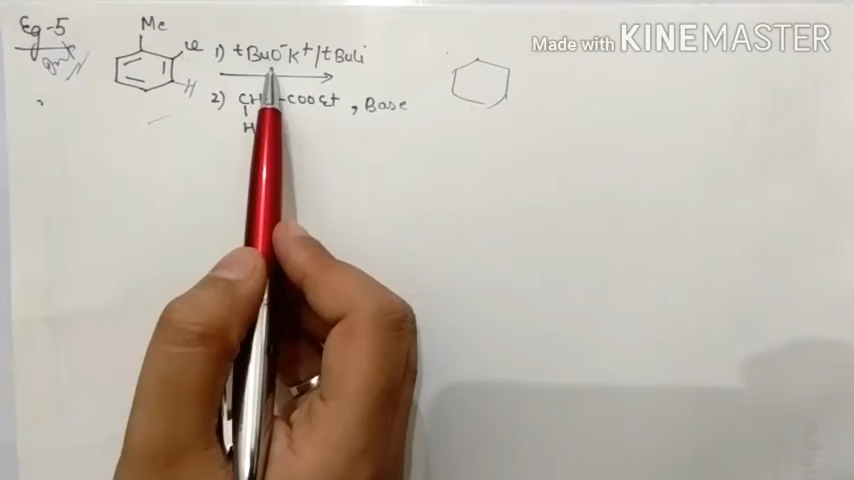 Eg-5
Me
Cl
H
1) tBuO⁻K⁺/tBuLi
2) CH -COOEt , Base
H
Made with KINEMASTER